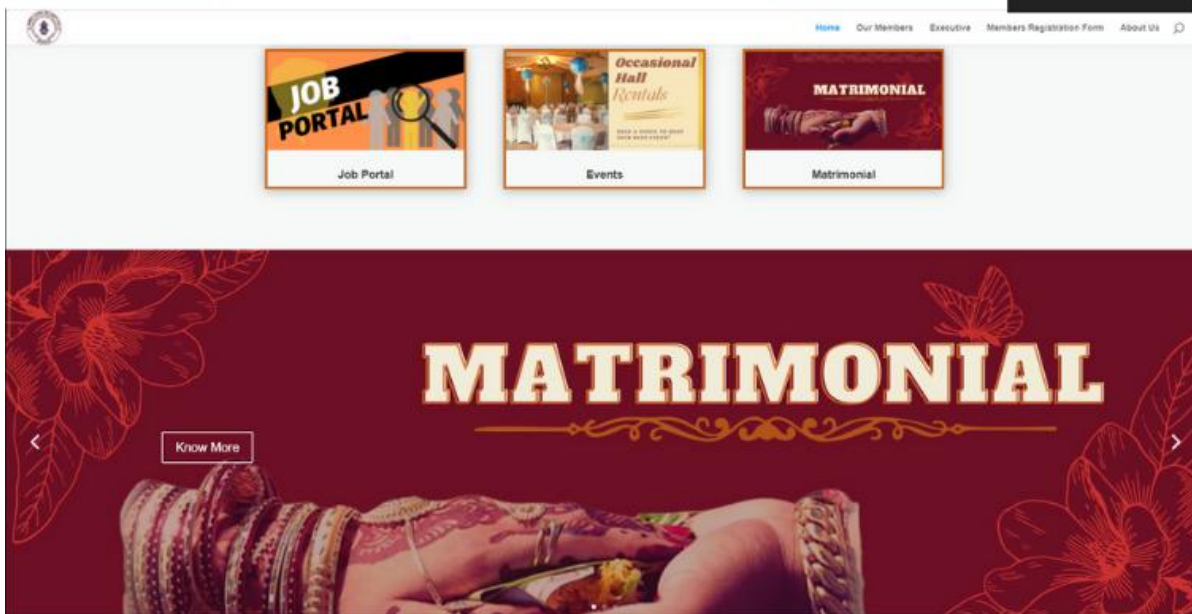 Home Our Members Executive Members Registration Form About Us
JOB
PORTAL
Job Portal
Occasional
Hall
Rentals
Events
MATRIMONIAL
Matrimonial
MATRIMONIAL
Know More